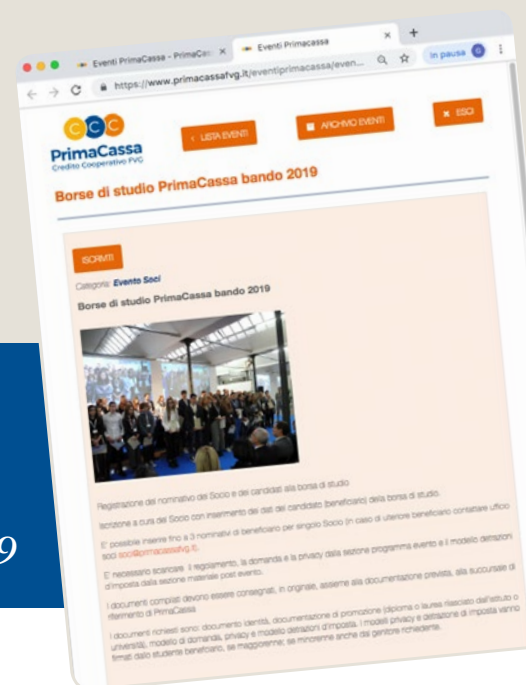 Eventi PrimaCassa - PrimaCas
Eventi Primacassa
https://www.primacassafvg.it/eventiprimacassa/even...
In pausa G
CCC
PrimaCassa
Credito Cooperativo FVG
‹ LISTA EVENTI
ARCHIVIO EVENTI
✖ ESCI
Borse di studio PrimaCassa bando 2019
ISCRIVITI
Categoria: Evento Soci
Borse di studio PrimaCassa bando 2019
Registrazione del nominativo del Socio e dei candidati alla borsa di studio
Iscrizione a cura del Socio con inserimento dei dati del candidato (beneficiario) della borsa di studio.
E' possibile inserire fino a 3 nominativi di beneficiario per singolo Socio (in caso di ulteriore beneficiario contattare ufficio
soci soci@primacassafvg.it).
E' necessario scaricare il regolamento, la domanda e la privacy dalla sezione programma evento e il modello detrazioni
d'imposta dalla sezione materiale post evento.
I documenti compilati devono essere consegnati, in originale, assieme alla documentazione prevista, alla succursale di
riferimento di PrimaCassa
I documenti richiesti sono: documento identità, documentazione di promozione (diploma o laurea rilasciato dall'istituto o
università), modello di domanda, privacy e modello detrazioni d'imposta. I modelli privacy e detrazione di imposta vanno
firmati dallo studente beneficiario, se maggiorenne; se minorenne anche dal genitore richiedente.
9